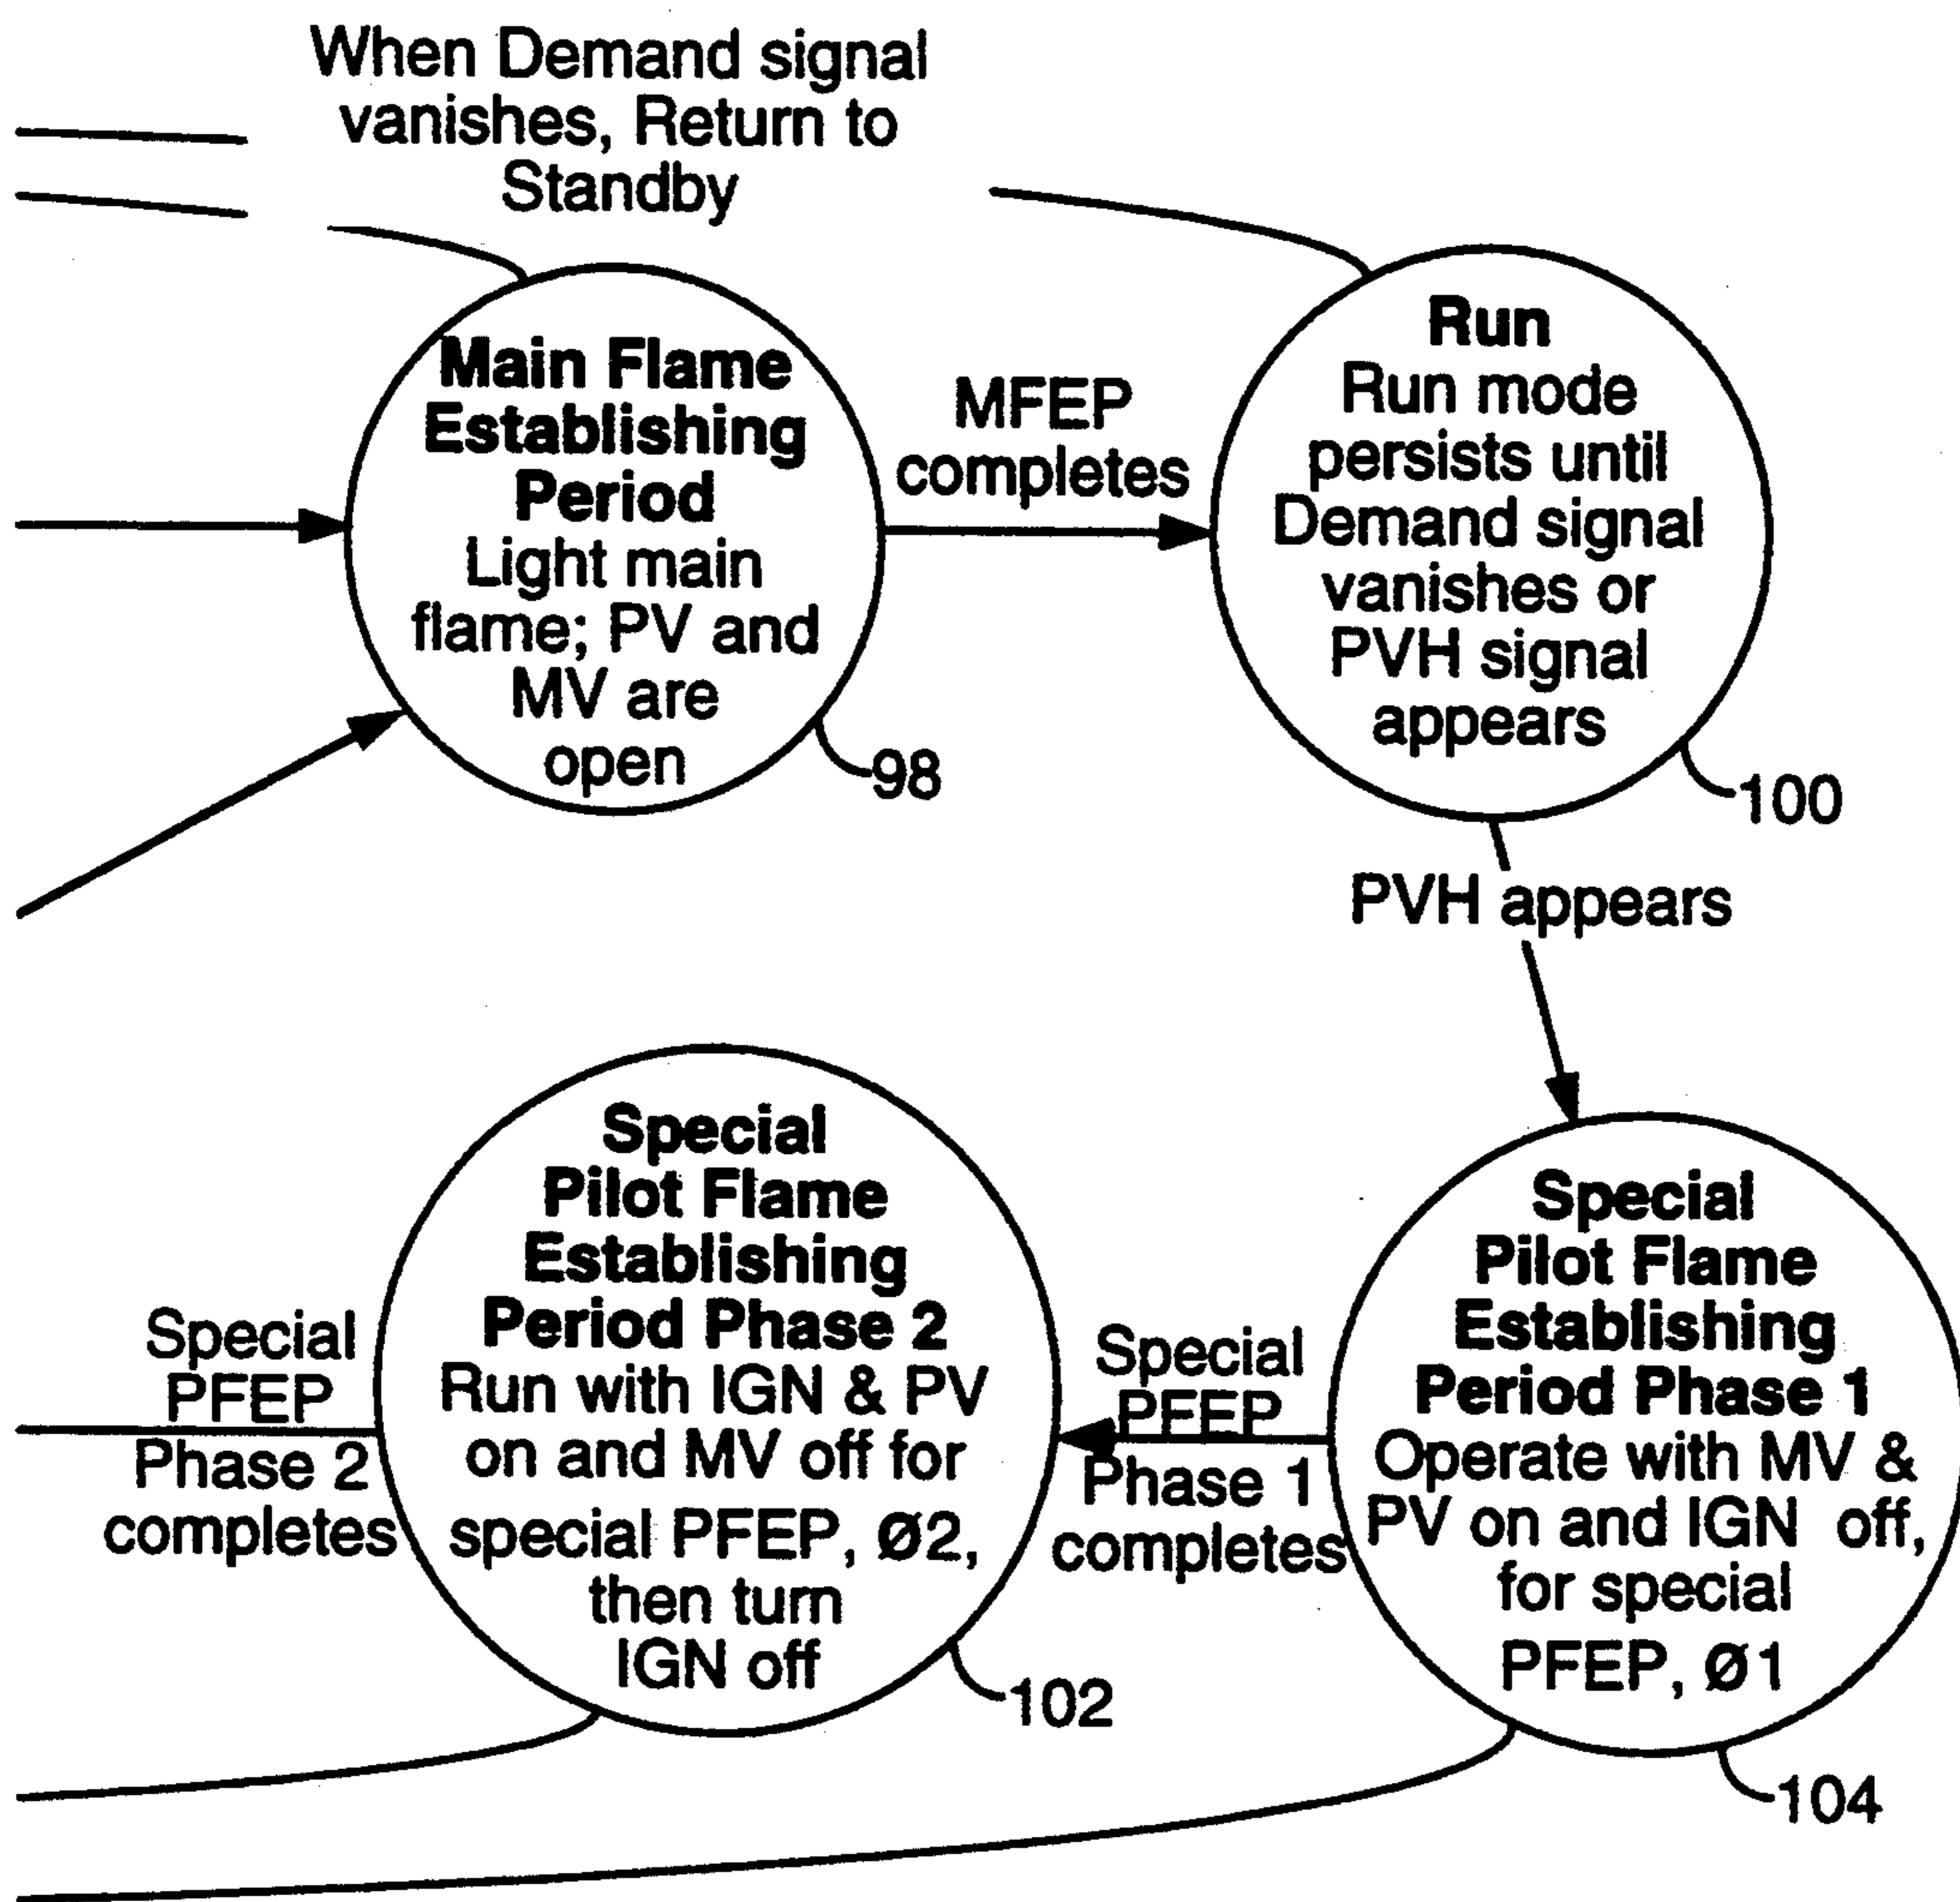 When Demand signal
vanishes, Return to
Standby
Main Flame
Establishing
Period
Light main
flame; PV and
MV are
open
98
MFEP
completes
Run
Run mode
persists until
Demand signal
vanishes or
PVH signal
appears
100
PVH appears
Special
Pilot Flame
Establishing
Period Phase 1
Operate with MV &
PV on and IGN off,
for special
PFEP, Ø1
104
Special
PFEP
Phase 1
completes
Special
Pilot Flame
Establishing
Period Phase 2
Run with IGN & PV
on and MV off for
special PFEP, Ø2,
then turn
IGN off
102
Special
PFEP
Phase 2
completes